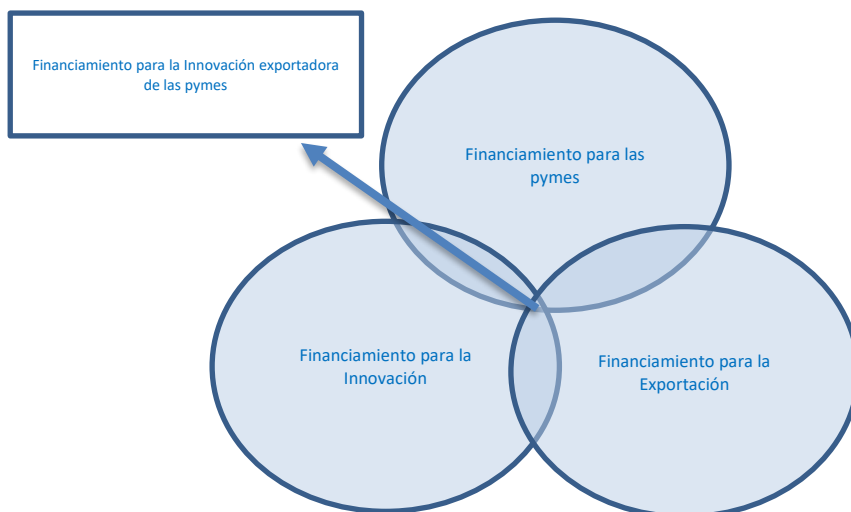 Financiamiento para la Innovación exportadora
de las pymes
Financiamiento para las
pymes
Financiamiento para la
Innovación
Financiamiento para la
Exportación